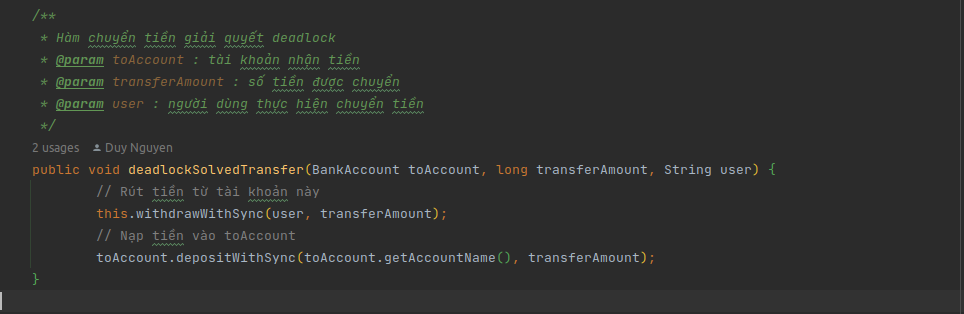 /**
* Hàm chuyển tiền giải quyết deadlock
* @param toAccount : tài khoản nhận tiền
* @param transferAmount : số tiền được chuyển
* @param user : người dùng thực hiện chuyển tiền
*/
2 usages Duy Nguyen
public void deadlockSolvedTransfer(BankAccount toAccount, long transferAmount, String user) {
// Rút tiền từ tài khoản này
this.withdrawWithSync(user, transferAmount);
// Nạp tiền vào toAccount
toAccount.depositWithSync(toAccount.getAccountName(), transferAmount);
}